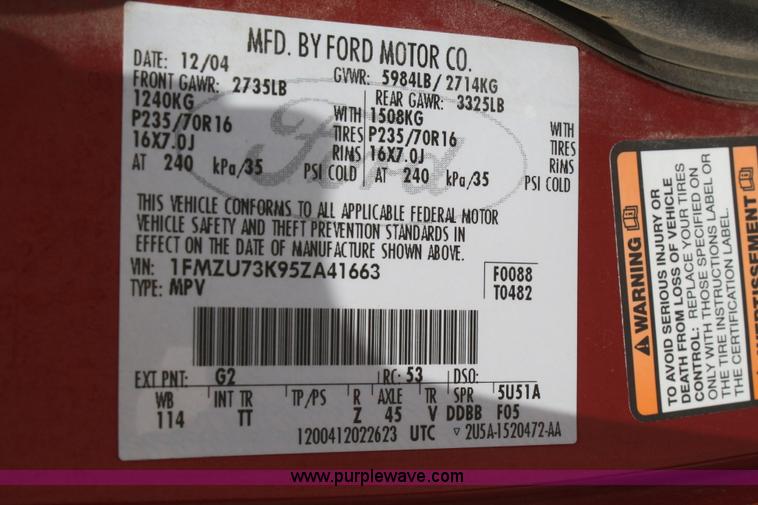 MFD. BY FORD MOTOR CO.
DATE: 12/04
GVWR: 5984LB/ 2714KG
FRONT GAWR: 2735LB
REAR GAWR: 3325LB
1240KG WITH 1508KG WITH
P235/70R16 TIRES P235/70R16 TIRES
16X7.0J RIMS 16X7.0J RIMS
AT 240 kPa/35 PSI COLD AT 240 kPa/35 PSI COLD
Ford
THIS VEHICLE CONFORMS TO ALL APPLICABLE FEDERAL MOTOR
VEHICLE SAFETY AND THEFT PREVENTION STANDARDS IN
EFFECT ON THE DATE OF MANUFACTURE SHOWN ABOVE.
VIN: 1FMZU73K95ZA41663
F0088
TYPE: MPV
T0482
EXT PNT: G2 RC: 53 DSO:
WB INT TR TP/PS R AXLE TR SPR 5U51A
114 TT Z 45 V DDBB F05
1200412022623 UTC ▿ 2U5A-1520472-AA
WARNING
TO AVOID SERIOUS INJURY OR
DEATH FROM LOSS OF VEHICLE
CONTROL: REPLACE YOUR TIRES
ONLY WITH THOSE SPECIFIED ON
THE TIRE INSTRUCTIONS LABEL OR
THE CERTIFICATION LABEL.
AVERTISSEMENT
www.purplewave.com